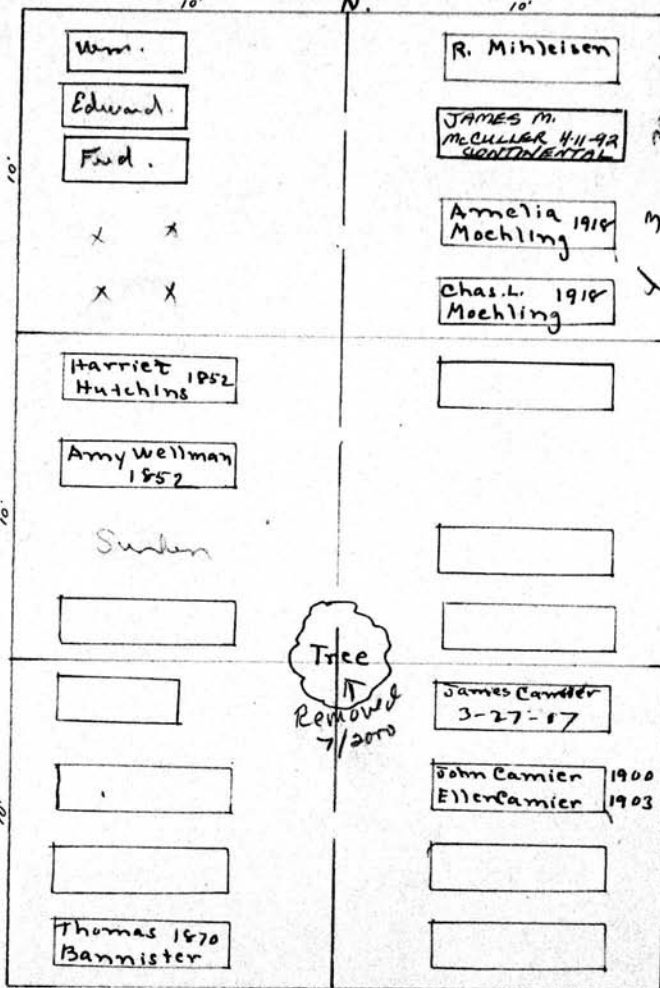 10' N. 10'
Wm.
Edward.
Fred.
10'
Harriet 1852
Hutchins
Amy Wellman
1852
Sunken
10'
Thomas 1870
Bannister
10'
R. Mihleisen
JAMES M.
McCULLER 4-11-92
CONTINENTAL
Amelia 1918
Moehling
Chas. L. 1918
Moehling
Tree
Removed
7/2000
James Camier
3-27-17
John Camier 1900
Ellen Camier 1903